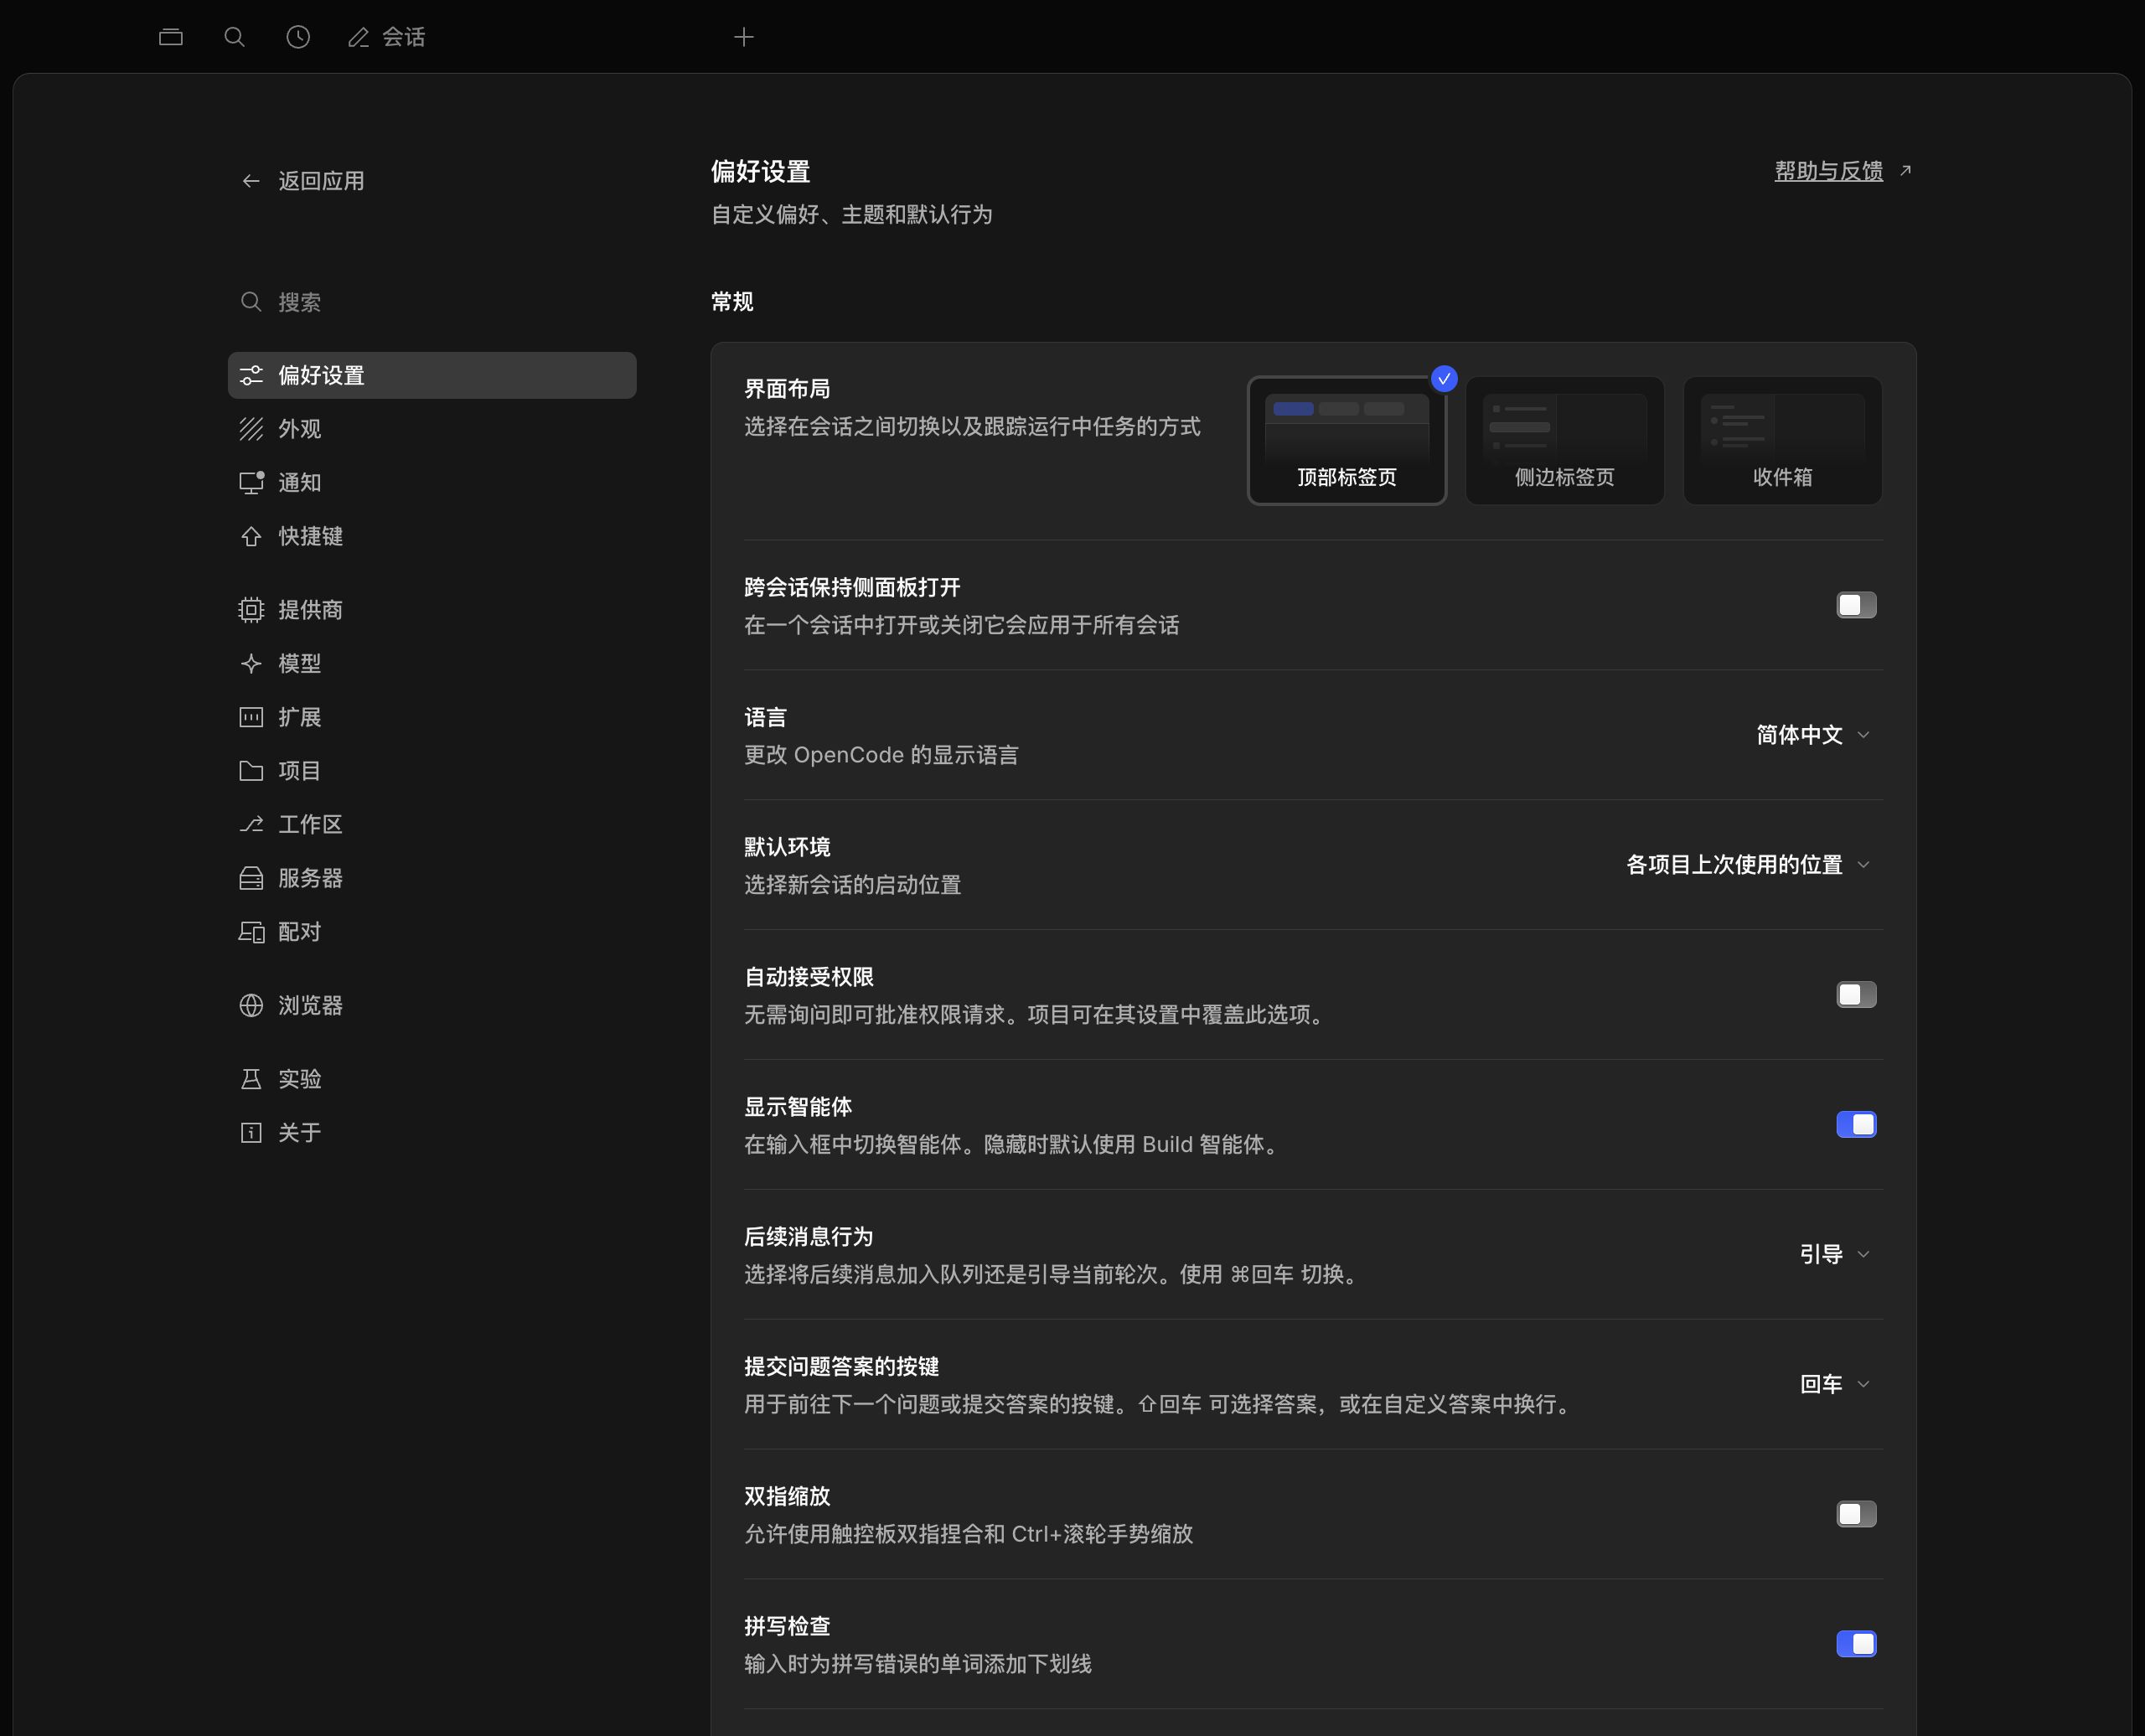 会话
返回应用
搜索
偏好设置
外观
通知
快捷键
提供商
模型
扩展
项目
工作区
服务器
配对
浏览器
实验
关于
偏好设置
帮助与反馈
自定义偏好、主题和默认行为
常规
界面布局
选择在会话之间切换以及跟踪运行中任务的方式
顶部标签页
侧边标签页
收件箱
跨会话保持侧面板打开
在一个会话中打开或关闭它会应用于所有会话
语言
更改 OpenCode 的显示语言
简体中文
默认环境
选择新会话的启动位置
各项目上次使用的位置
自动接受权限
无需询问即可批准权限请求。项目可在其设置中覆盖此选项。
显示智能体
在输入框中切换智能体。隐藏时默认使用 Build 智能体。
后续消息行为
选择将后续消息加入队列还是引导当前轮次。使用 ⌘回车 切换。
引导
提交问题答案的按键
用于前往下一个问题或提交答案的按键。⇧回车 可选择答案，或在自定义答案中换行。
回车
双指缩放
允许使用触控板双指捏合和 Ctrl+滚轮手势缩放
拼写检查
输入时为拼写错误的单词添加下划线